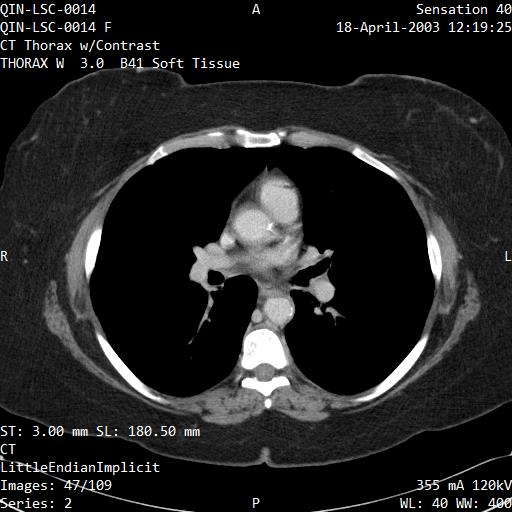 QIN-LSC-0014 A Sensation 40
QIN-LSC-0014 F 18-April-2003 12:19:25
CT Thorax w/Contrast
THORAX W 3.0 B41 Soft Tissue
R L
ST: 3.00 mm SL: 180.50 mm
CT
LittleEndianImplicit
Images: 47/109 355 mA 120kV
Series: 2 P WL: 40 WW: 400